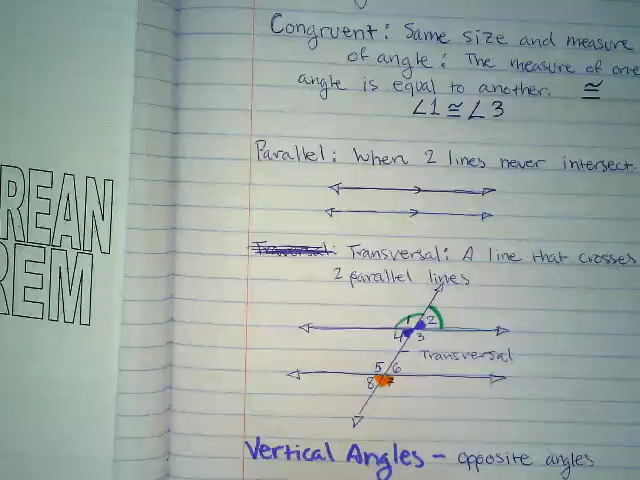 Congruent: Same size and measure
of angle: The measure of one
angle is equal to another. ≅
∠1 ≅ ∠3
Parallel: When 2 lines never intersect.
REAN
REM
Transversal: A line that crosses
2 parallel lines
1 2
4 3
Transversal
5 6
8 7
Vertical Angles - opposite angles